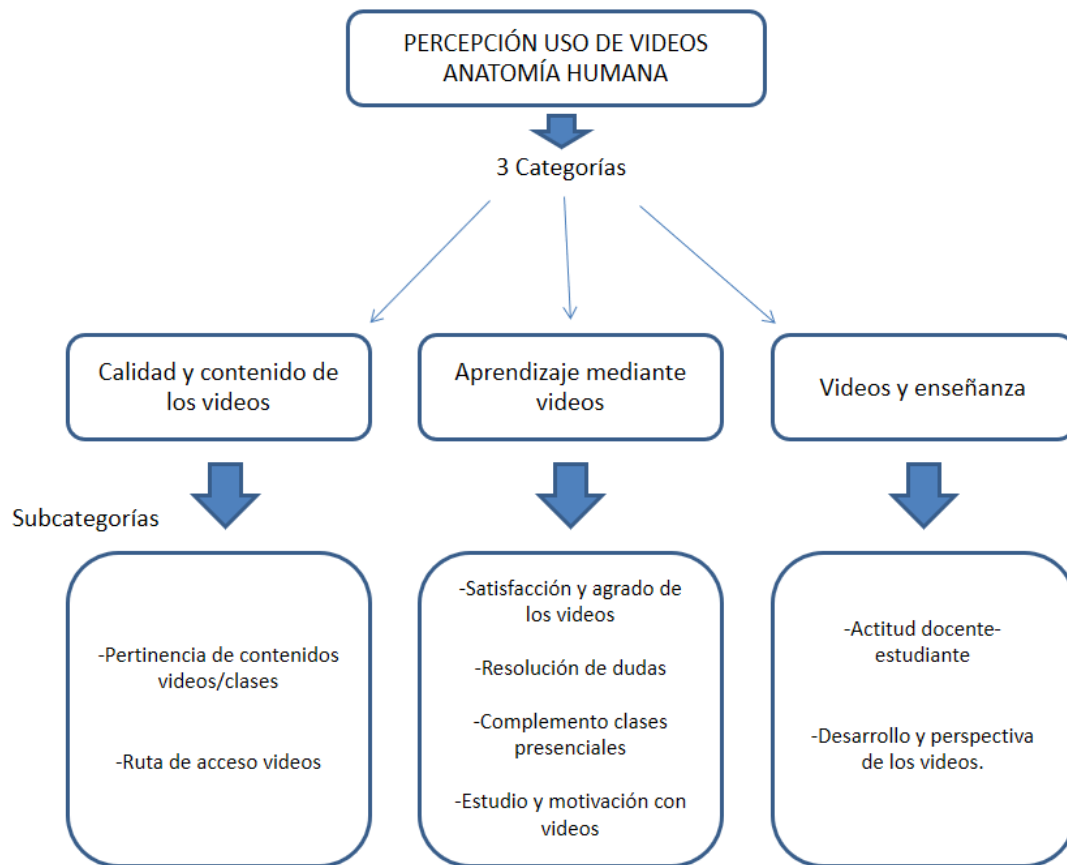 PERCEPCIÓN USO DE VIDEOS
ANATOMÍA HUMANA
3 Categorías
Calidad y contenido de
los videos
Aprendizaje mediante
videos
Videos y enseñanza
Subcategorías
-Pertinencia de contenidos
videos/clases
-Ruta de acceso videos
-Satisfacción y agrado de
los videos
-Resolución de dudas
-Complemento clases
presenciales
-Estudio y motivación con
videos
-Actitud docente-
estudiante
-Desarrollo y perspectiva
de los videos.